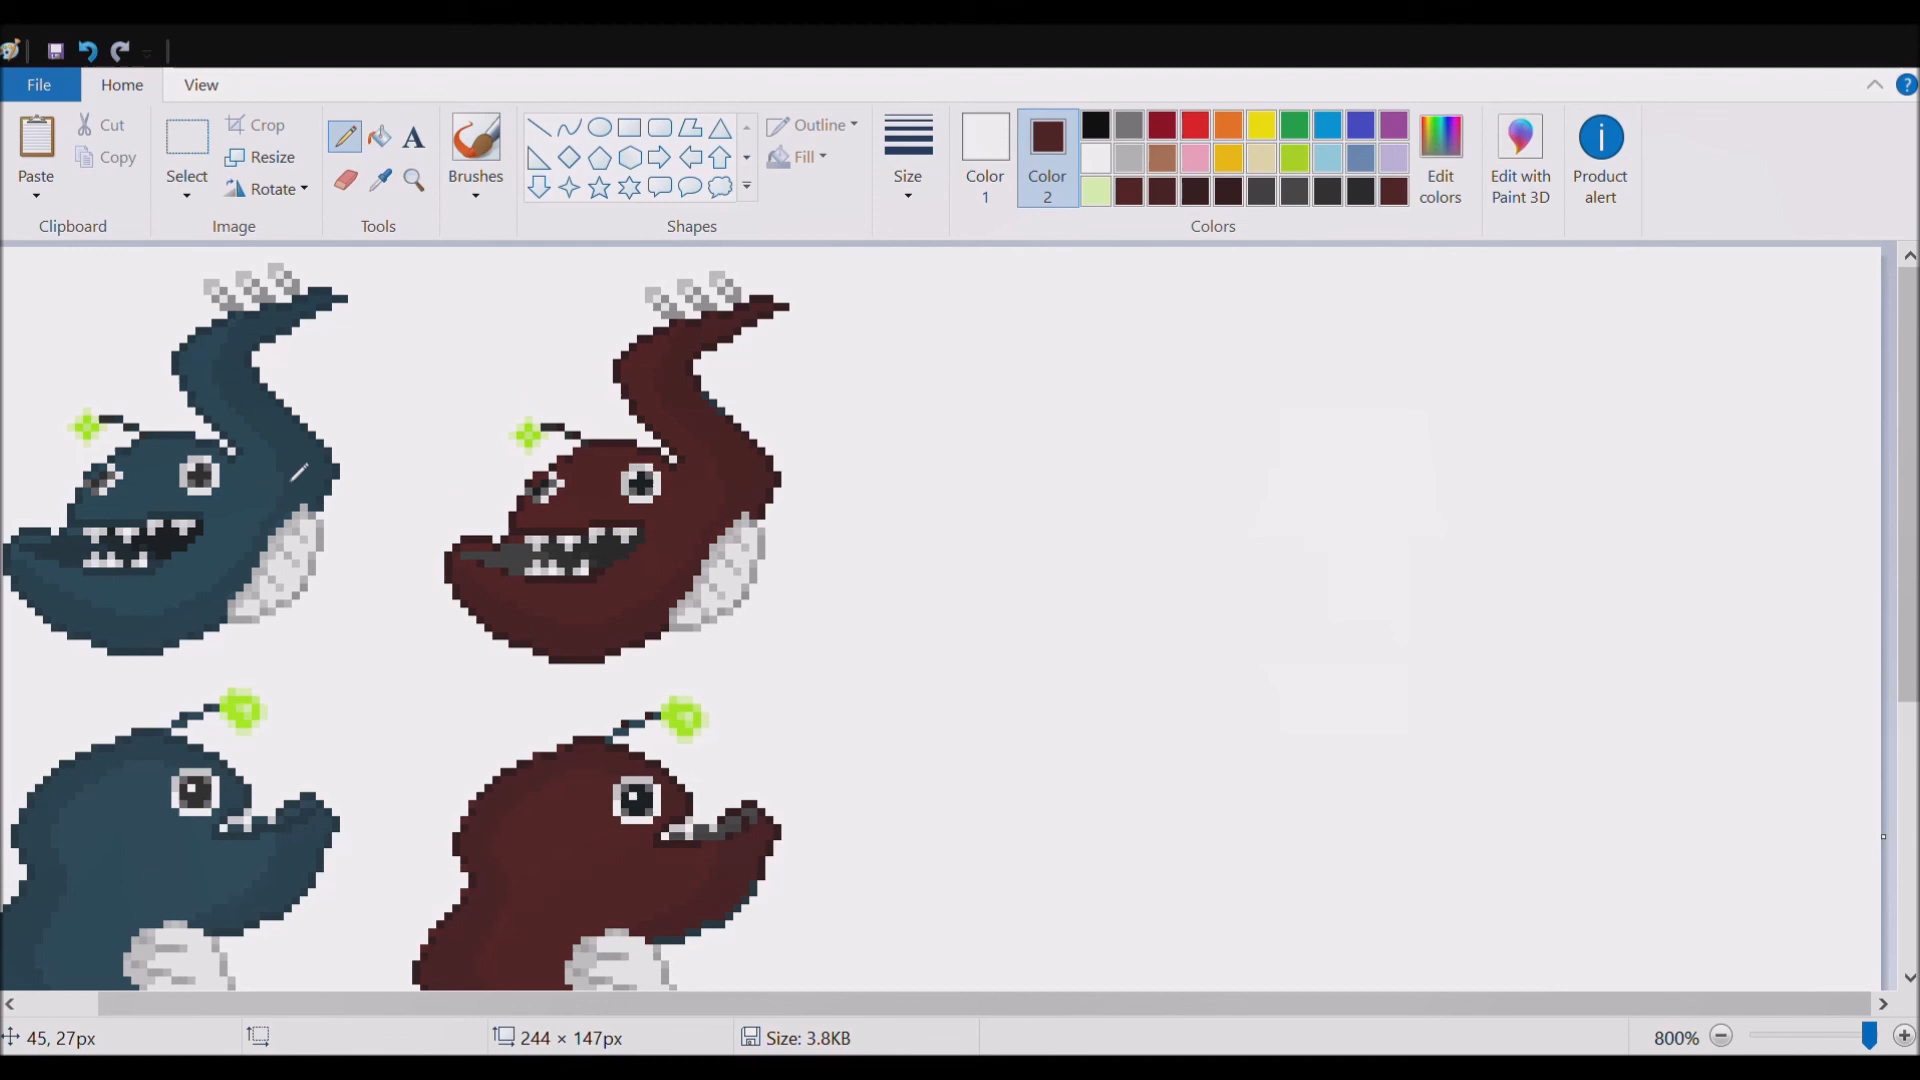 File Home View
Paste
Cut
Copy
Clipboard
Select
Crop
Resize
Rotate
Image
A
Tools
Brushes
Shapes
Outline
Fill
Size
Color
1
Color
2
Colors
Edit
colors
Edit with
Paint 3D
Product
alert
45, 27px
244 × 147px
Size: 3.8KB
800%